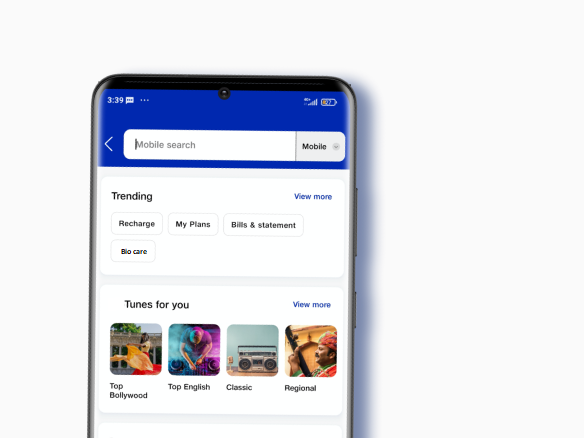 3:39
Mobile search
Mobile
Trending
View more
Recharge
My Plans
Bills & statement
Bio care
Tunes for you
View more
Top
Bollywood
Top English
Classic
Regional